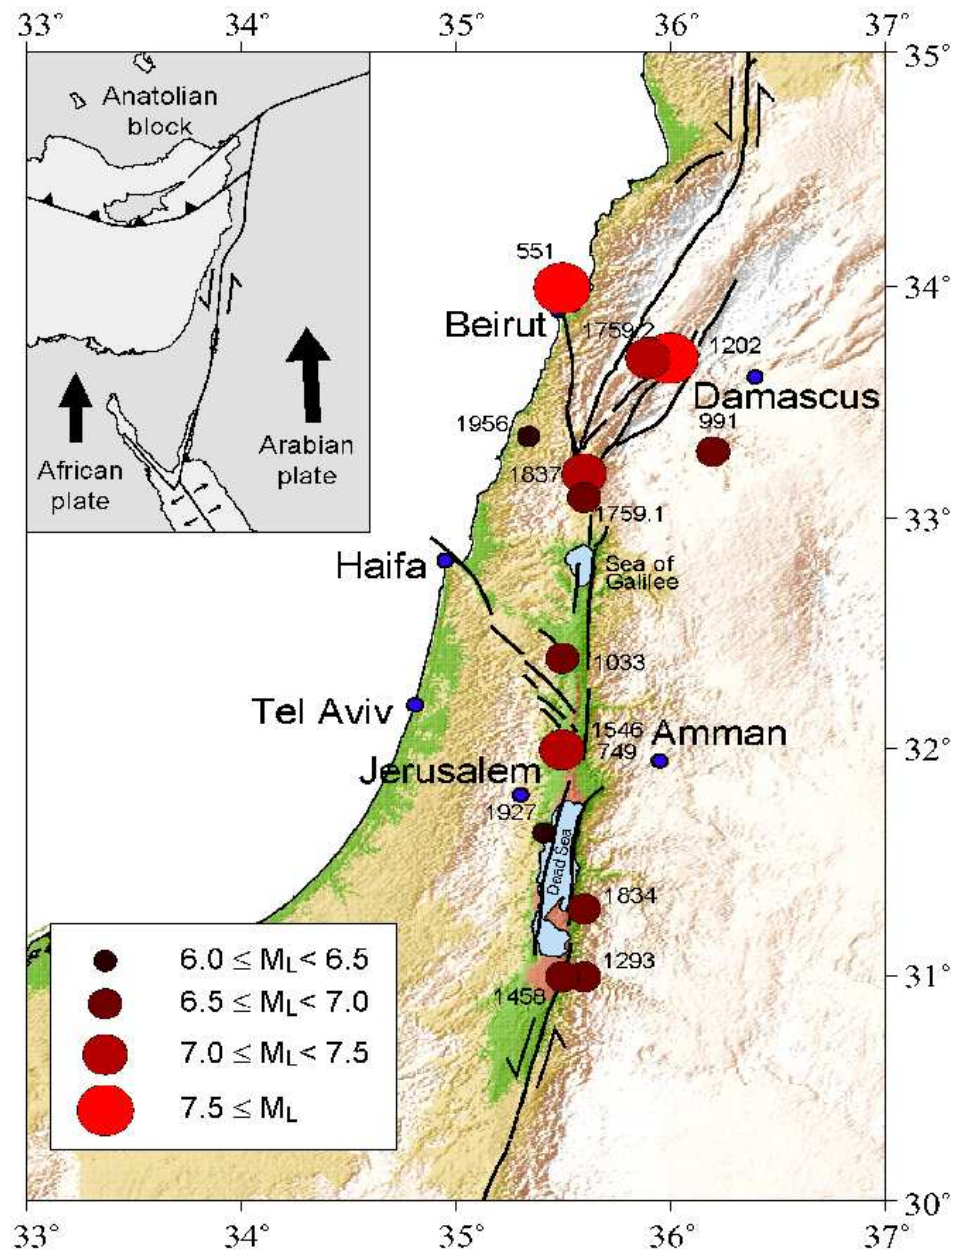 33° 34° 35° 36° 37°
35°
Anatolian
block
551
34°
Beirut
1759.2
1202
Damascus
991
1956
1837
African
plate
Arabian
plate
1759.1
33°
Haifa
Sea of
Galilee
1033
Tel Aviv
1546
749
Amman
32°
Jerusalem
1927
Dead Sea
1834
6.0 ≤ ML < 6.5
6.5 ≤ ML < 7.0
7.0 ≤ ML < 7.5
7.5 ≤ ML
1293
1458
31°
30°
33° 34° 35° 36° 37°